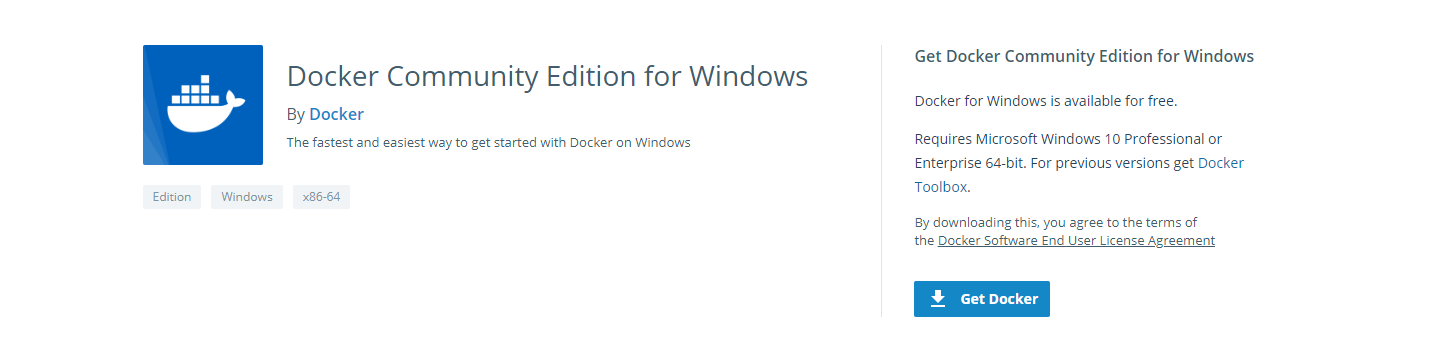 Docker Community Edition for Windows
By Docker
The fastest and easiest way to get started with Docker on Windows
Edition
Windows
x86-64
Get Docker Community Edition for Windows
Docker for Windows is available for free.
Requires Microsoft Windows 10 Professional or
Enterprise 64-bit. For previous versions get Docker
Toolbox.
By downloading this, you agree to the terms of
the Docker Software End User License Agreement
Get Docker